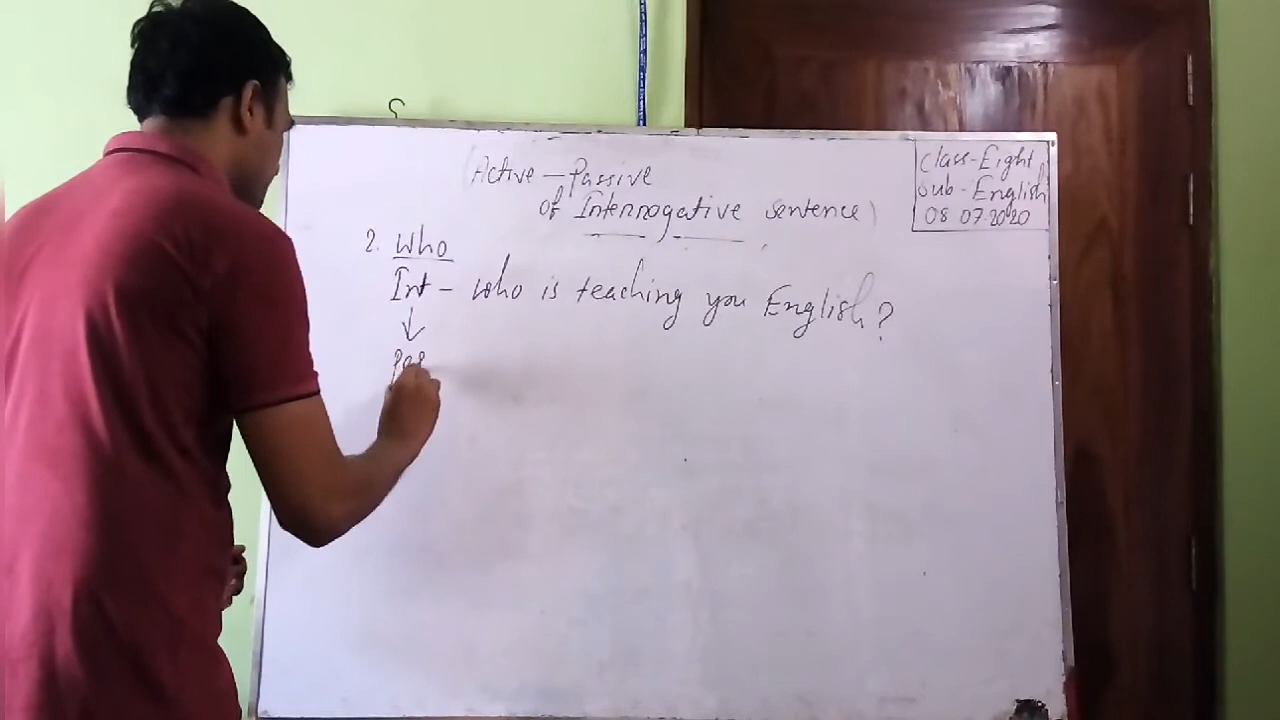 (Active – Passive
of Interrogative sentence)
Class-Eight
Sub-English
08.07.2020
2. Who
Int – who is teaching you English?
↓
Pas